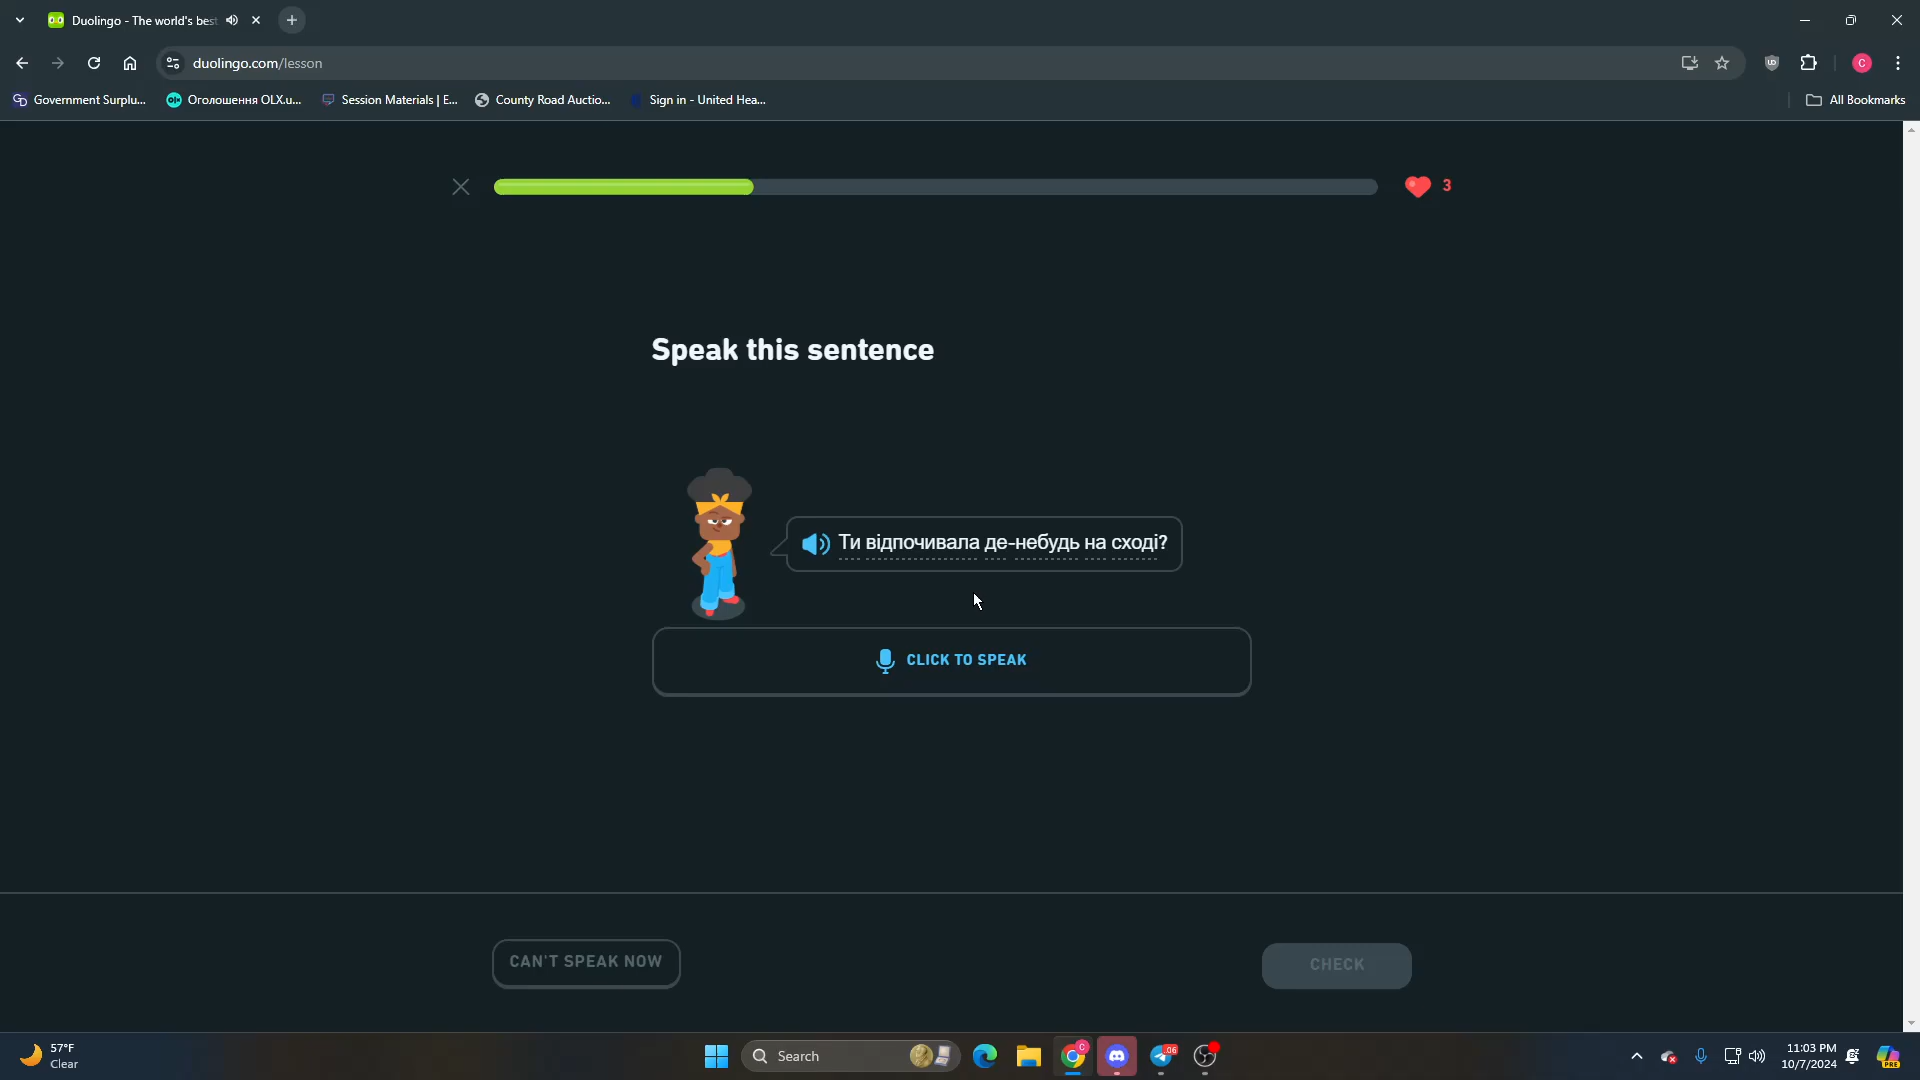 Duolingo - The world's best
duolingo.com/lesson
Government Surplu...
Оголошення OLX.u...
Session Materials | E...
County Road Auctio...
Sign in - United Hea...
All Bookmarks
3
Speak this sentence
Ти відпочивала де-небудь на сході?
CLICK TO SPEAK
CAN'T SPEAK NOW
CHECK
57°F
Clear
Search
11:03 PM
10/7/2024